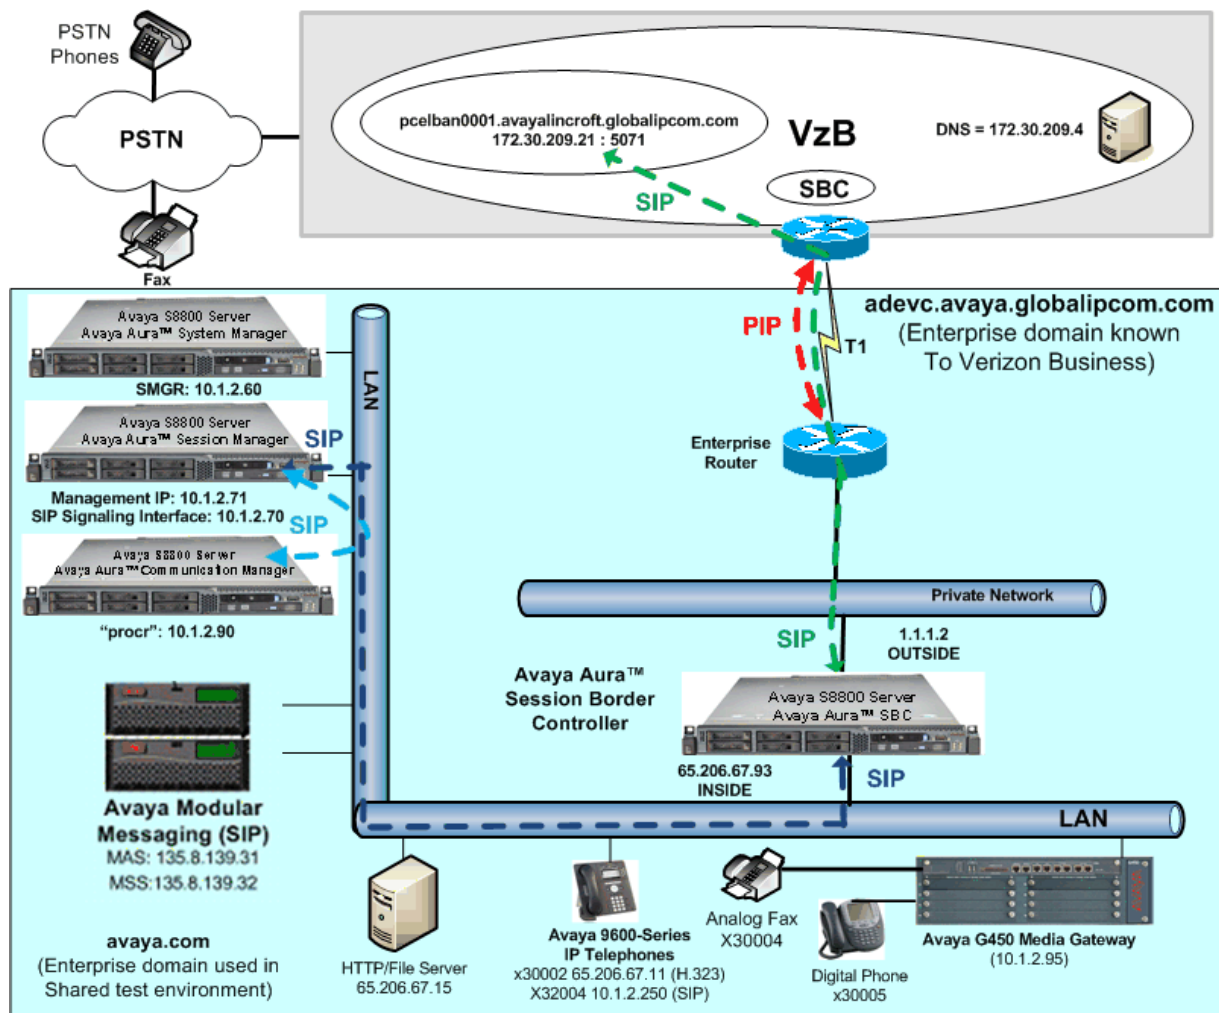 PSTN
Phones
PSTN
Fax
pcelban0001.avayalincroft.globalipcom.com
172.30.209.21 : 5071
VzB
DNS = 172.30.209.4
SBC
SIP
adevc.avaya.globalipcom.com
(Enterprise domain known
To Verizon Business)
PIP
T1
Enterprise
Router
Avaya S8800 Server
Avaya Aura™ System Manager
SMGR: 10.1.2.60
LAN
Avaya S8800 Server
Avaya Aura™ Session Manager
SIP
Management IP: 10.1.2.71
SIP Signaling Interface: 10.1.2.70
SIP
Avaya S8800 Server
Avaya Aura™ Communication Manager
“procr”: 10.1.2.90
Private Network
SIP
1.1.1.2
OUTSIDE
Avaya Aura™
Session Border
Controller
Avaya S8800 Server
Avaya Aura™ SBC
65.206.67.93
INSIDE
SIP
LAN
Avaya Modular
Messaging (SIP)
MAS: 135.8.139.31
MSS:135.8.139.32
avaya.com
(Enterprise domain used in
Shared test environment)
HTTP/File Server
65.206.67.15
Avaya 9600-Series
IP Telephones
x30002 65.206.67.11 (H.323)
X32004 10.1.2.250 (SIP)
Analog Fax
X30004
Digital Phone
x30005
AVAYA
Avaya G450 Media Gateway
(10.1.2.95)